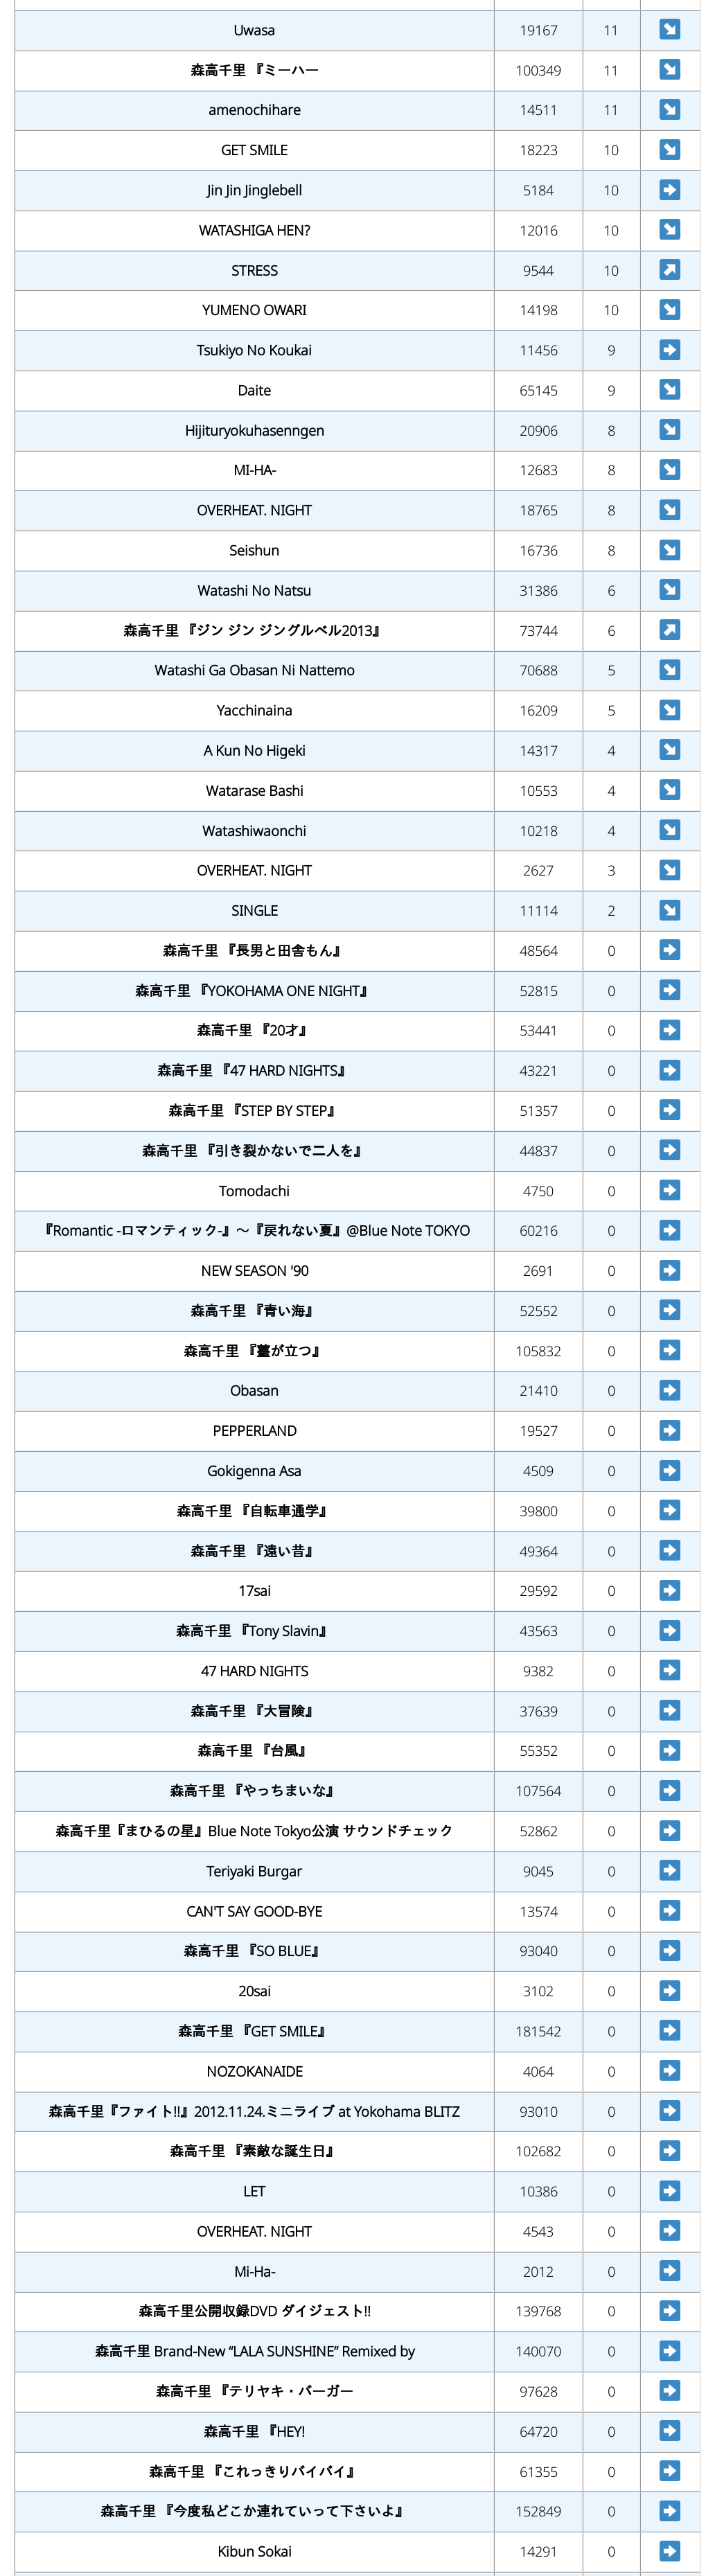 Uwasa 19167 11
森高千里 『ミーハー 100349 11
amenochihare 14511 11
GET SMILE 18223 10
Jin Jin Jinglebell 5184 10
WATASHIGA HEN? 12016 10
STRESS 9544 10
YUMENO OWARI 14198 10
Tsukiyo No Koukai 11456 9
Daite 65145 9
Hijituryokuhasenngen 20906 8
MI-HA- 12683 8
OVERHEAT. NIGHT 18765 8
Seishun 16736 8
Watashi No Natsu 31386 6
森高千里 『ジン ジン ジングルベル2013』 73744 6
Watashi Ga Obasan Ni Nattemo 70688 5
Yacchinaina 16209 5
A Kun No Higeki 14317 4
Watarase Bashi 10553 4
Watashiwaonchi 10218 4
OVERHEAT. NIGHT 2627 3
SINGLE 11114 2
森高千里 『長男と田舎もん』 48564 0
森高千里 『YOKOHAMA ONE NIGHT』 52815 0
森高千里 『20才』 53441 0
森高千里 『47 HARD NIGHTS』 43221 0
森高千里 『STEP BY STEP』 51357 0
森高千里 『引き裂かないで二人を』 44837 0
Tomodachi 4750 0
『Romantic -ロマンティック-』～『戻れない夏』@Blue Note TOKYO 60216 0
NEW SEASON '90 2691 0
森高千里 『青い海』 52552 0
森高千里 『薹が立つ』 105832 0
Obasan 21410 0
PEPPERLAND 19527 0
Gokigenna Asa 4509 0
森高千里 『自転車通学』 39800 0
森高千里 『遠い昔』 49364 0
17sai 29592 0
森高千里 『Tony Slavin』 43563 0
47 HARD NIGHTS 9382 0
森高千里 『大冒険』 37639 0
森高千里 『台風』 55352 0
森高千里 『やっちまいな』 107564 0
森高千里『まひるの星』Blue Note Tokyo公演 サウンドチェック 52862 0
Teriyaki Burgar 9045 0
CAN'T SAY GOOD-BYE 13574 0
森高千里 『SO BLUE』 93040 0
20sai 3102 0
森高千里 『GET SMILE』 181542 0
NOZOKANAIDE 4064 0
森高千里『ファイト!!』2012.11.24.ミニライブ at Yokohama BLITZ 93010 0
森高千里 『素敵な誕生日』 102682 0
LET 10386 0
OVERHEAT. NIGHT 4543 0
Mi-Ha- 2012 0
森高千里公開収録DVD ダイジェスト!! 139768 0
森高千里 Brand-New “LALA SUNSHINE” Remixed by 140070 0
森高千里 『テリヤキ・バーガー 97628 0
森高千里 『HEY! 64720 0
森高千里 『これっきりバイバイ』 61355 0
森高千里 『今度私どこか連れていって下さいよ』 152849 0
Kibun Sokai 14291 0